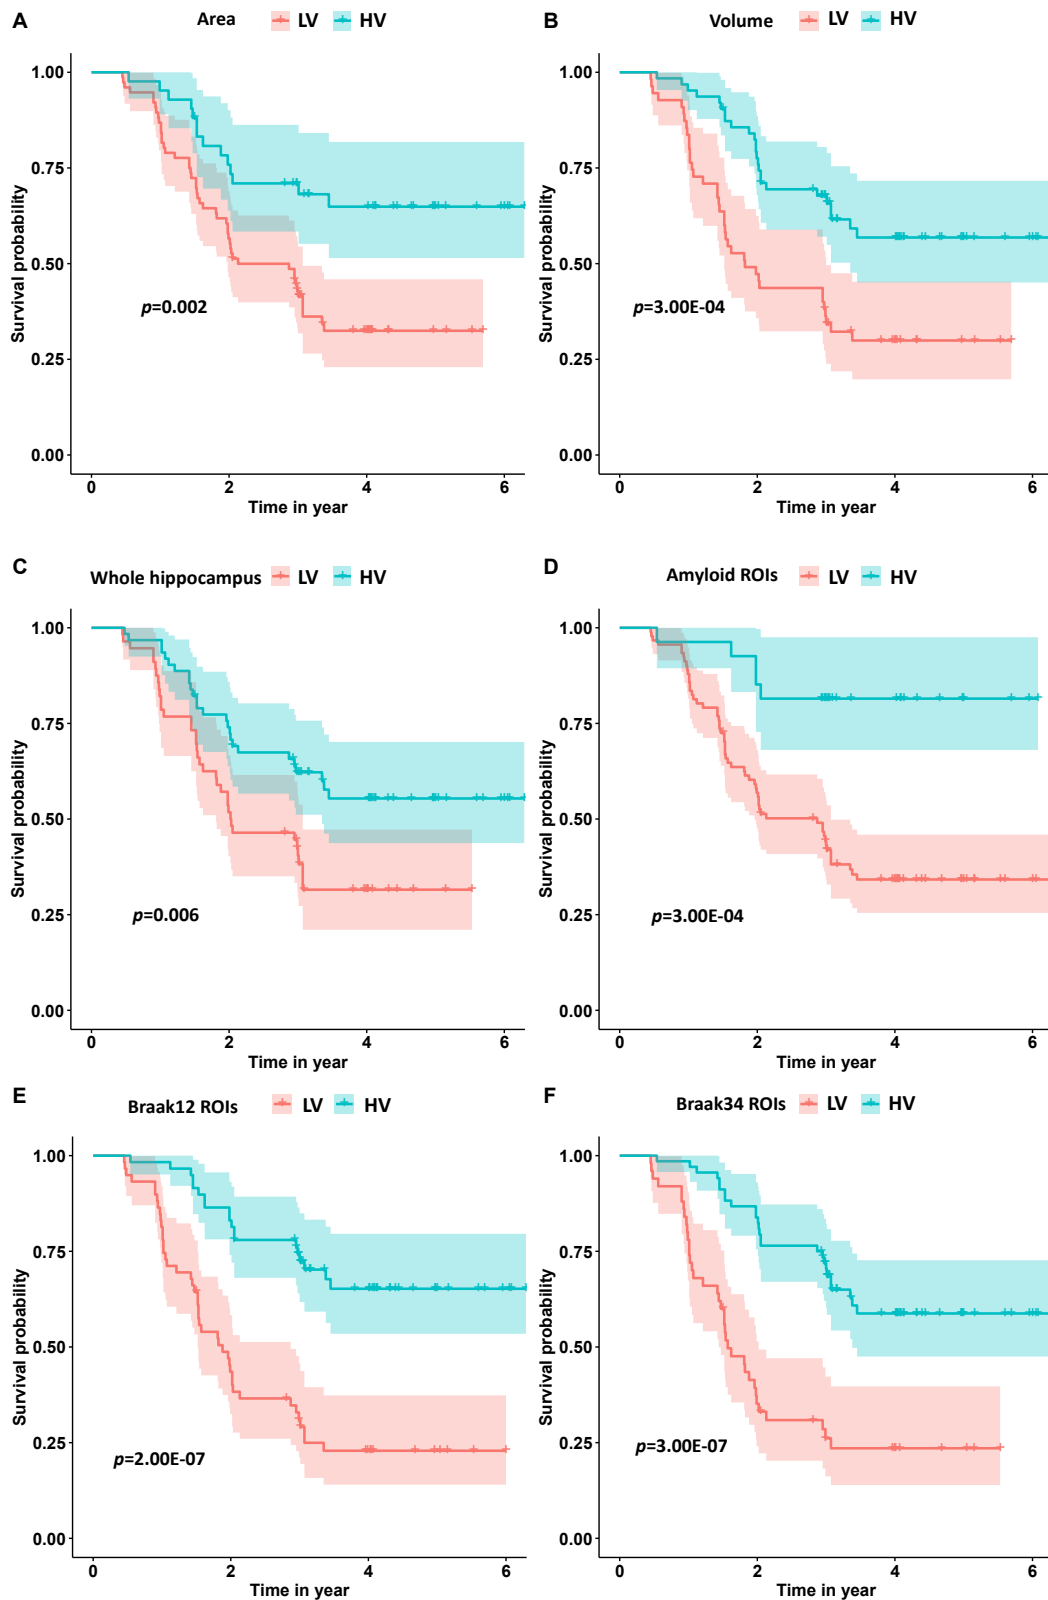 A Area LV HV
1.00
0.75
0.50
0.25
0.00
Survival probability
p=0.002
0 2 4 6
Time in year
B Volume LV HV
1.00
0.75
0.50
0.25
0.00
Survival probability
p=3.00E-04
0 2 4 6
Time in year
C Whole hippocampus LV HV
1.00
0.75
0.50
0.25
0.00
Survival probability
p=0.006
0 2 4 6
Time in year
D Amyloid ROIs LV HV
1.00
0.75
0.50
0.25
0.00
Survival probability
p=3.00E-04
0 2 4 6
Time in year
E Braak12 ROIs LV HV
1.00
0.75
0.50
0.25
0.00
Survival probability
p=2.00E-07
0 2 4 6
Time in year
F Braak34 ROIs LV HV
1.00
0.75
0.50
0.25
0.00
Survival probability
p=3.00E-07
0 2 4 6
Time in year